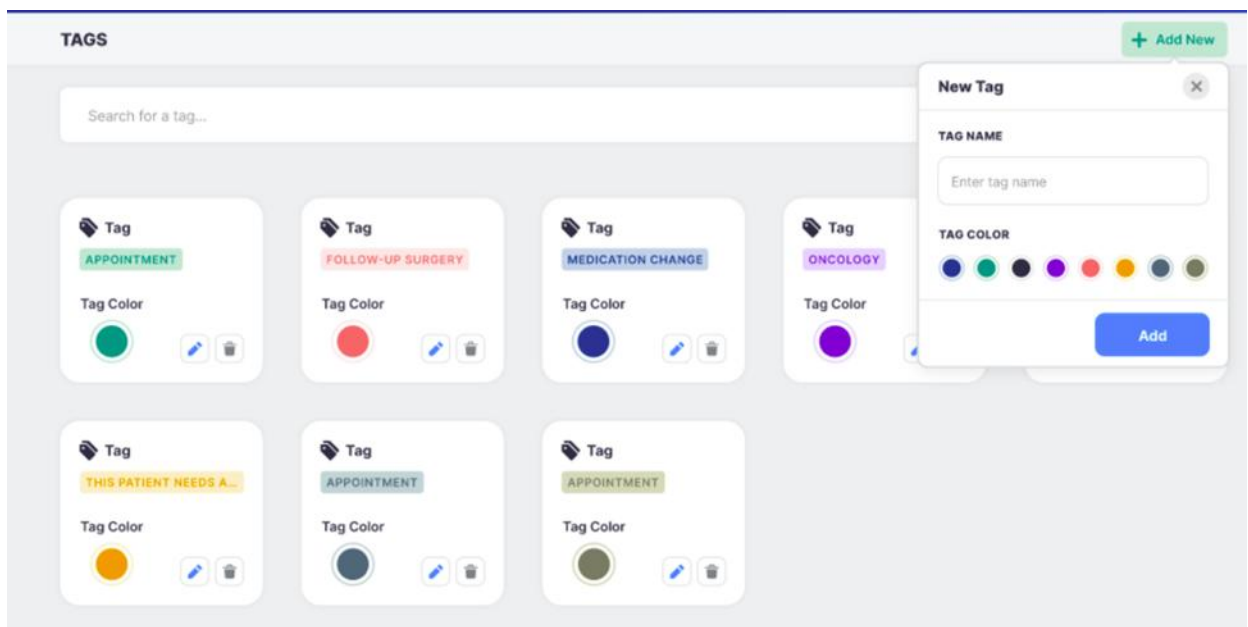 TAGS
+ Add New
Search for a tag...
New Tag
TAG NAME
Enter tag name
TAG COLOR
Add
Tag
APPOINTMENT
Tag Color
Tag
FOLLOW-UP SURGERY
Tag Color
Tag
MEDICATION CHANGE
Tag Color
Tag
ONCOLOGY
Tag Color
Tag
THIS PATIENT NEEDS A...
Tag Color
Tag
APPOINTMENT
Tag Color
Tag
APPOINTMENT
Tag Color